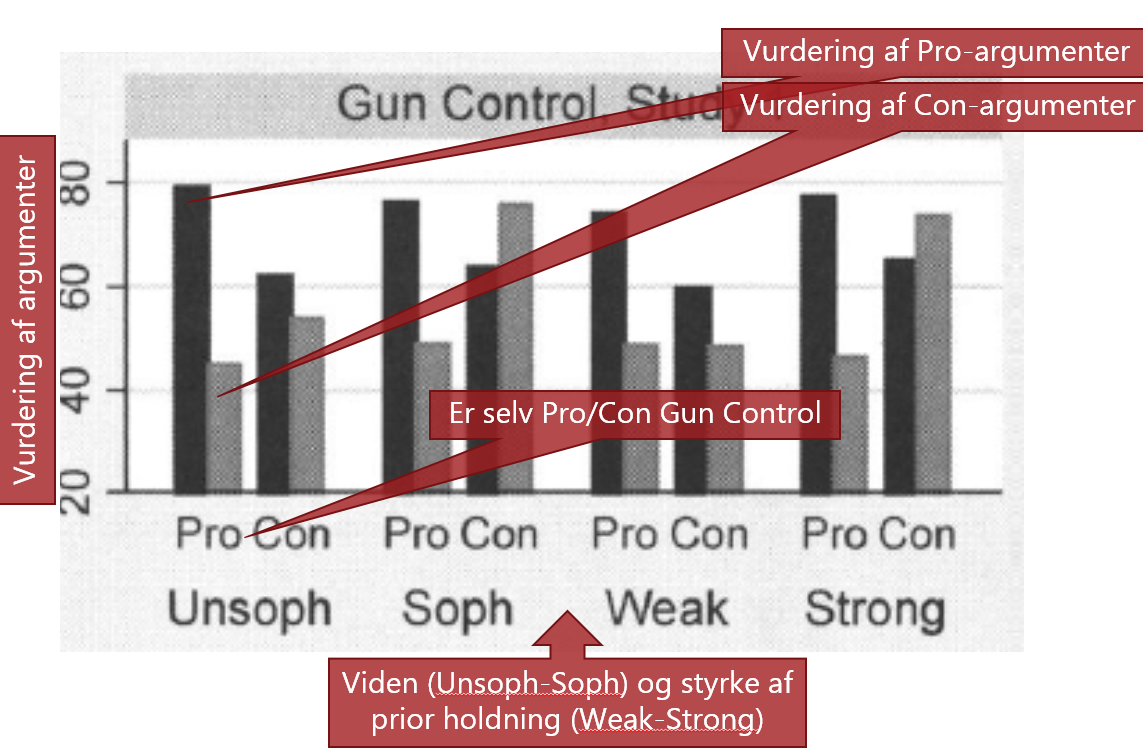 Vurdering af Pro-argumenter
Gun Control, Study
Vurdering af Con-argumenter
Vurdering af argumenter
80
60
40
20
Er selv Pro/Con Gun Control
Pro Con Pro Con Pro Con Pro Con
Unsoph Soph Weak Strong
Viden (Unsoph-Soph) og styrke af
prior holdning (Weak-Strong)